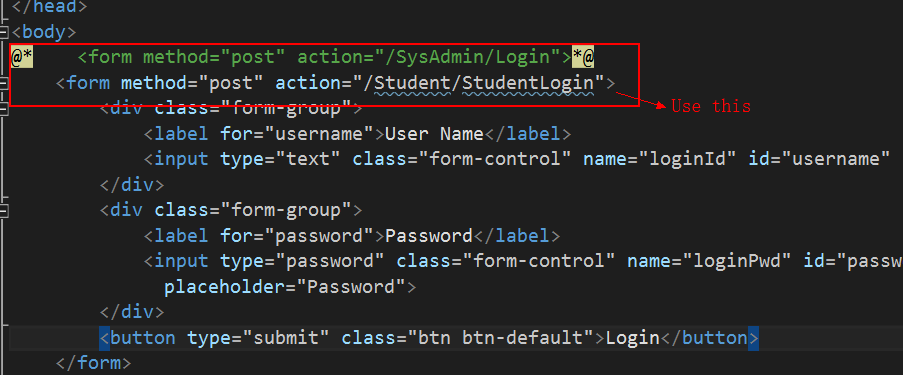 </head>
<body>
@* <form method="post" action="/SysAdmin/Login">*@
<form method="post" action="/Student/StudentLogin">
Use this
<div class="form-group">
<label for="username">User Name</label>
<input type="text" class="form-control" name="loginId" id="username"
</div>
<div class="form-group">
<label for="password">Password</label>
<input type="password" class="form-control" name="loginPwd" id="passw
placeholder="Password">
</div>
<button type="submit" class="btn btn-default">Login</button>
</form>